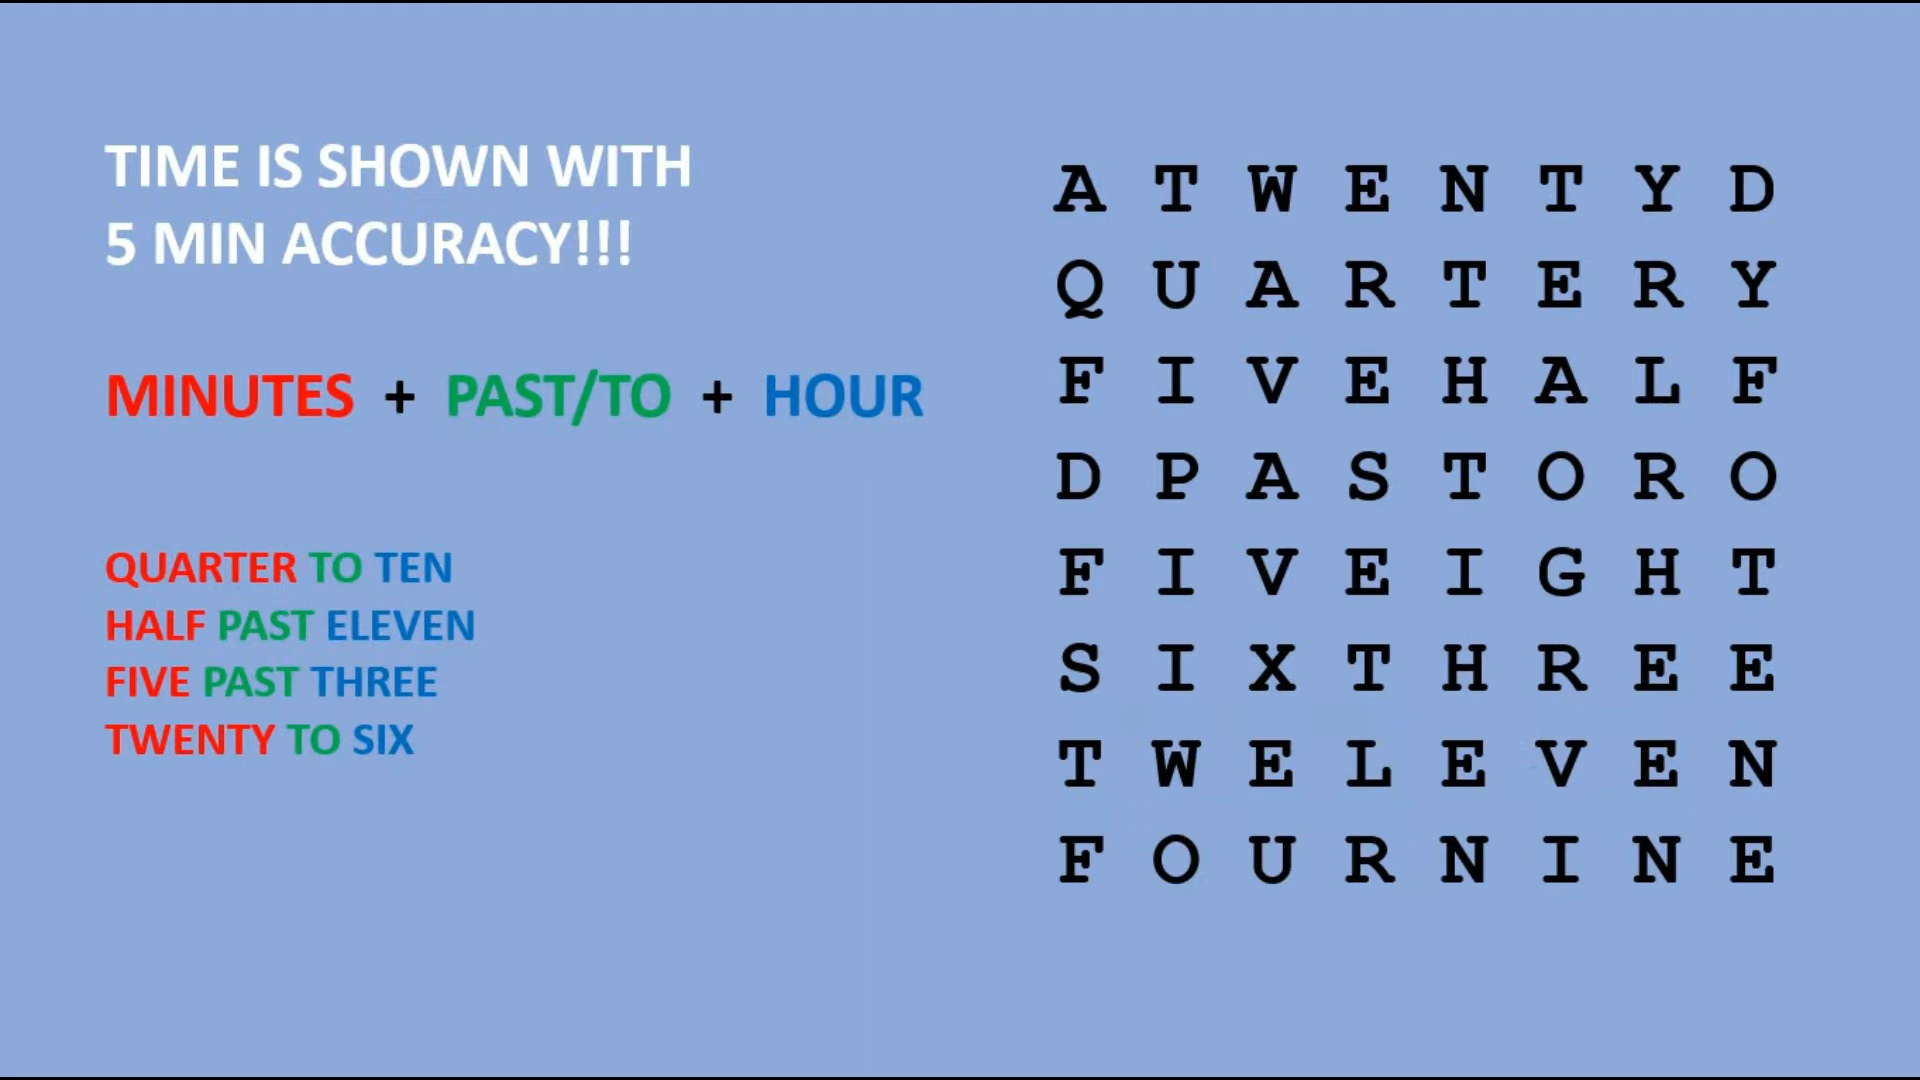 TIME IS SHOWN WITH
5 MIN ACCURACY!!!
MINUTES + PAST/TO + HOUR
QUARTER TO TEN
HALF PAST ELEVEN
FIVE PAST THREE
TWENTY TO SIX
A T W E N T Y D
Q U A R T E R Y
F I V E H A L F
D P A S T O R O
F I V E I G H T
S I X T H R E E
T W E L E V E N
F O U R N I N E